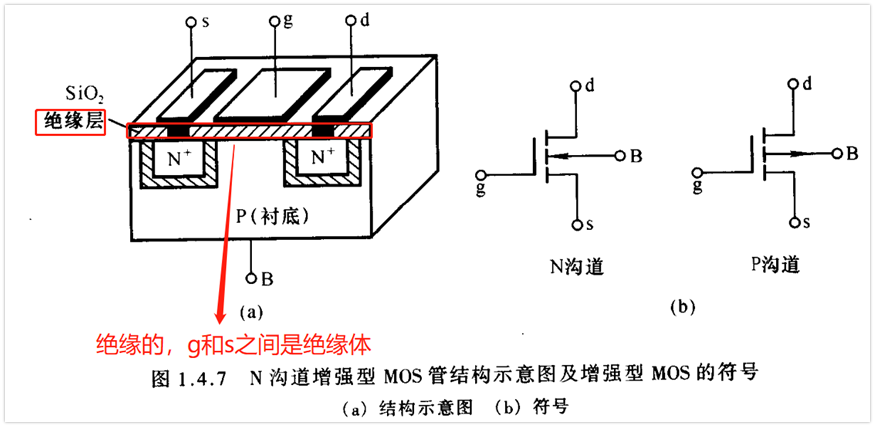 s g d
SiO₂
绝缘层
N⁺ N⁺
P(衬底)
B
(a)
绝缘的，g和s之间是绝缘体
d
B
g
s
N沟道
d
B
g
s
P沟道
(b)
图 1.4.7 N 沟道增强型 MOS 管结构示意图及增强型 MOS 的符号
(a) 结构示意图 (b) 符号